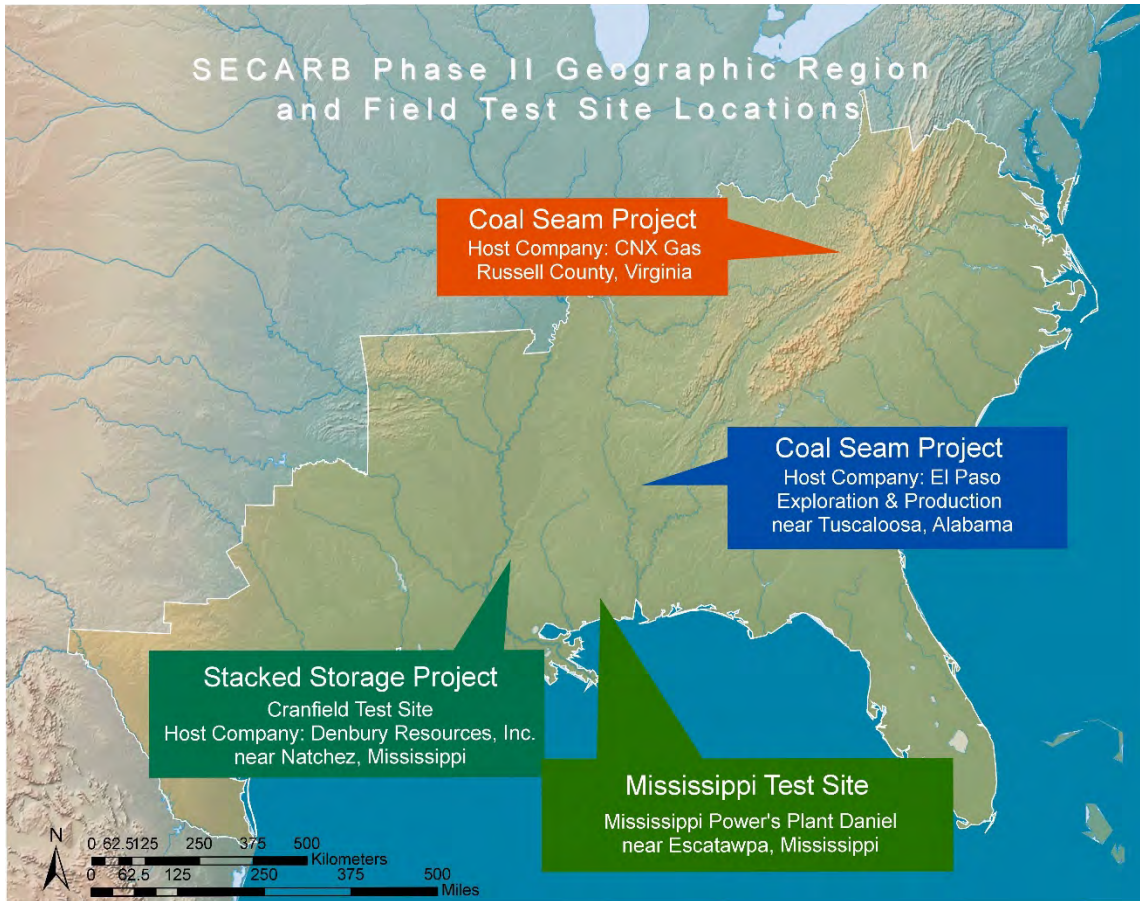 SECARB Phase II Geographic Region
and Field Test Site Locations
Coal Seam Project
Host Company: CNX Gas
Russell County, Virginia
Coal Seam Project
Host Company: El Paso
Exploration & Production
near Tuscaloosa, Alabama
Stacked Storage Project
Cranfield Test Site
Host Company: Denbury Resources, Inc.
near Natchez, Mississippi
Mississippi Test Site
Mississippi Power's Plant Daniel
near Escatawpa, Mississippi
N
0 62.5125 250 375 500
Kilometers
0 62.5 125 250 375 500
Miles